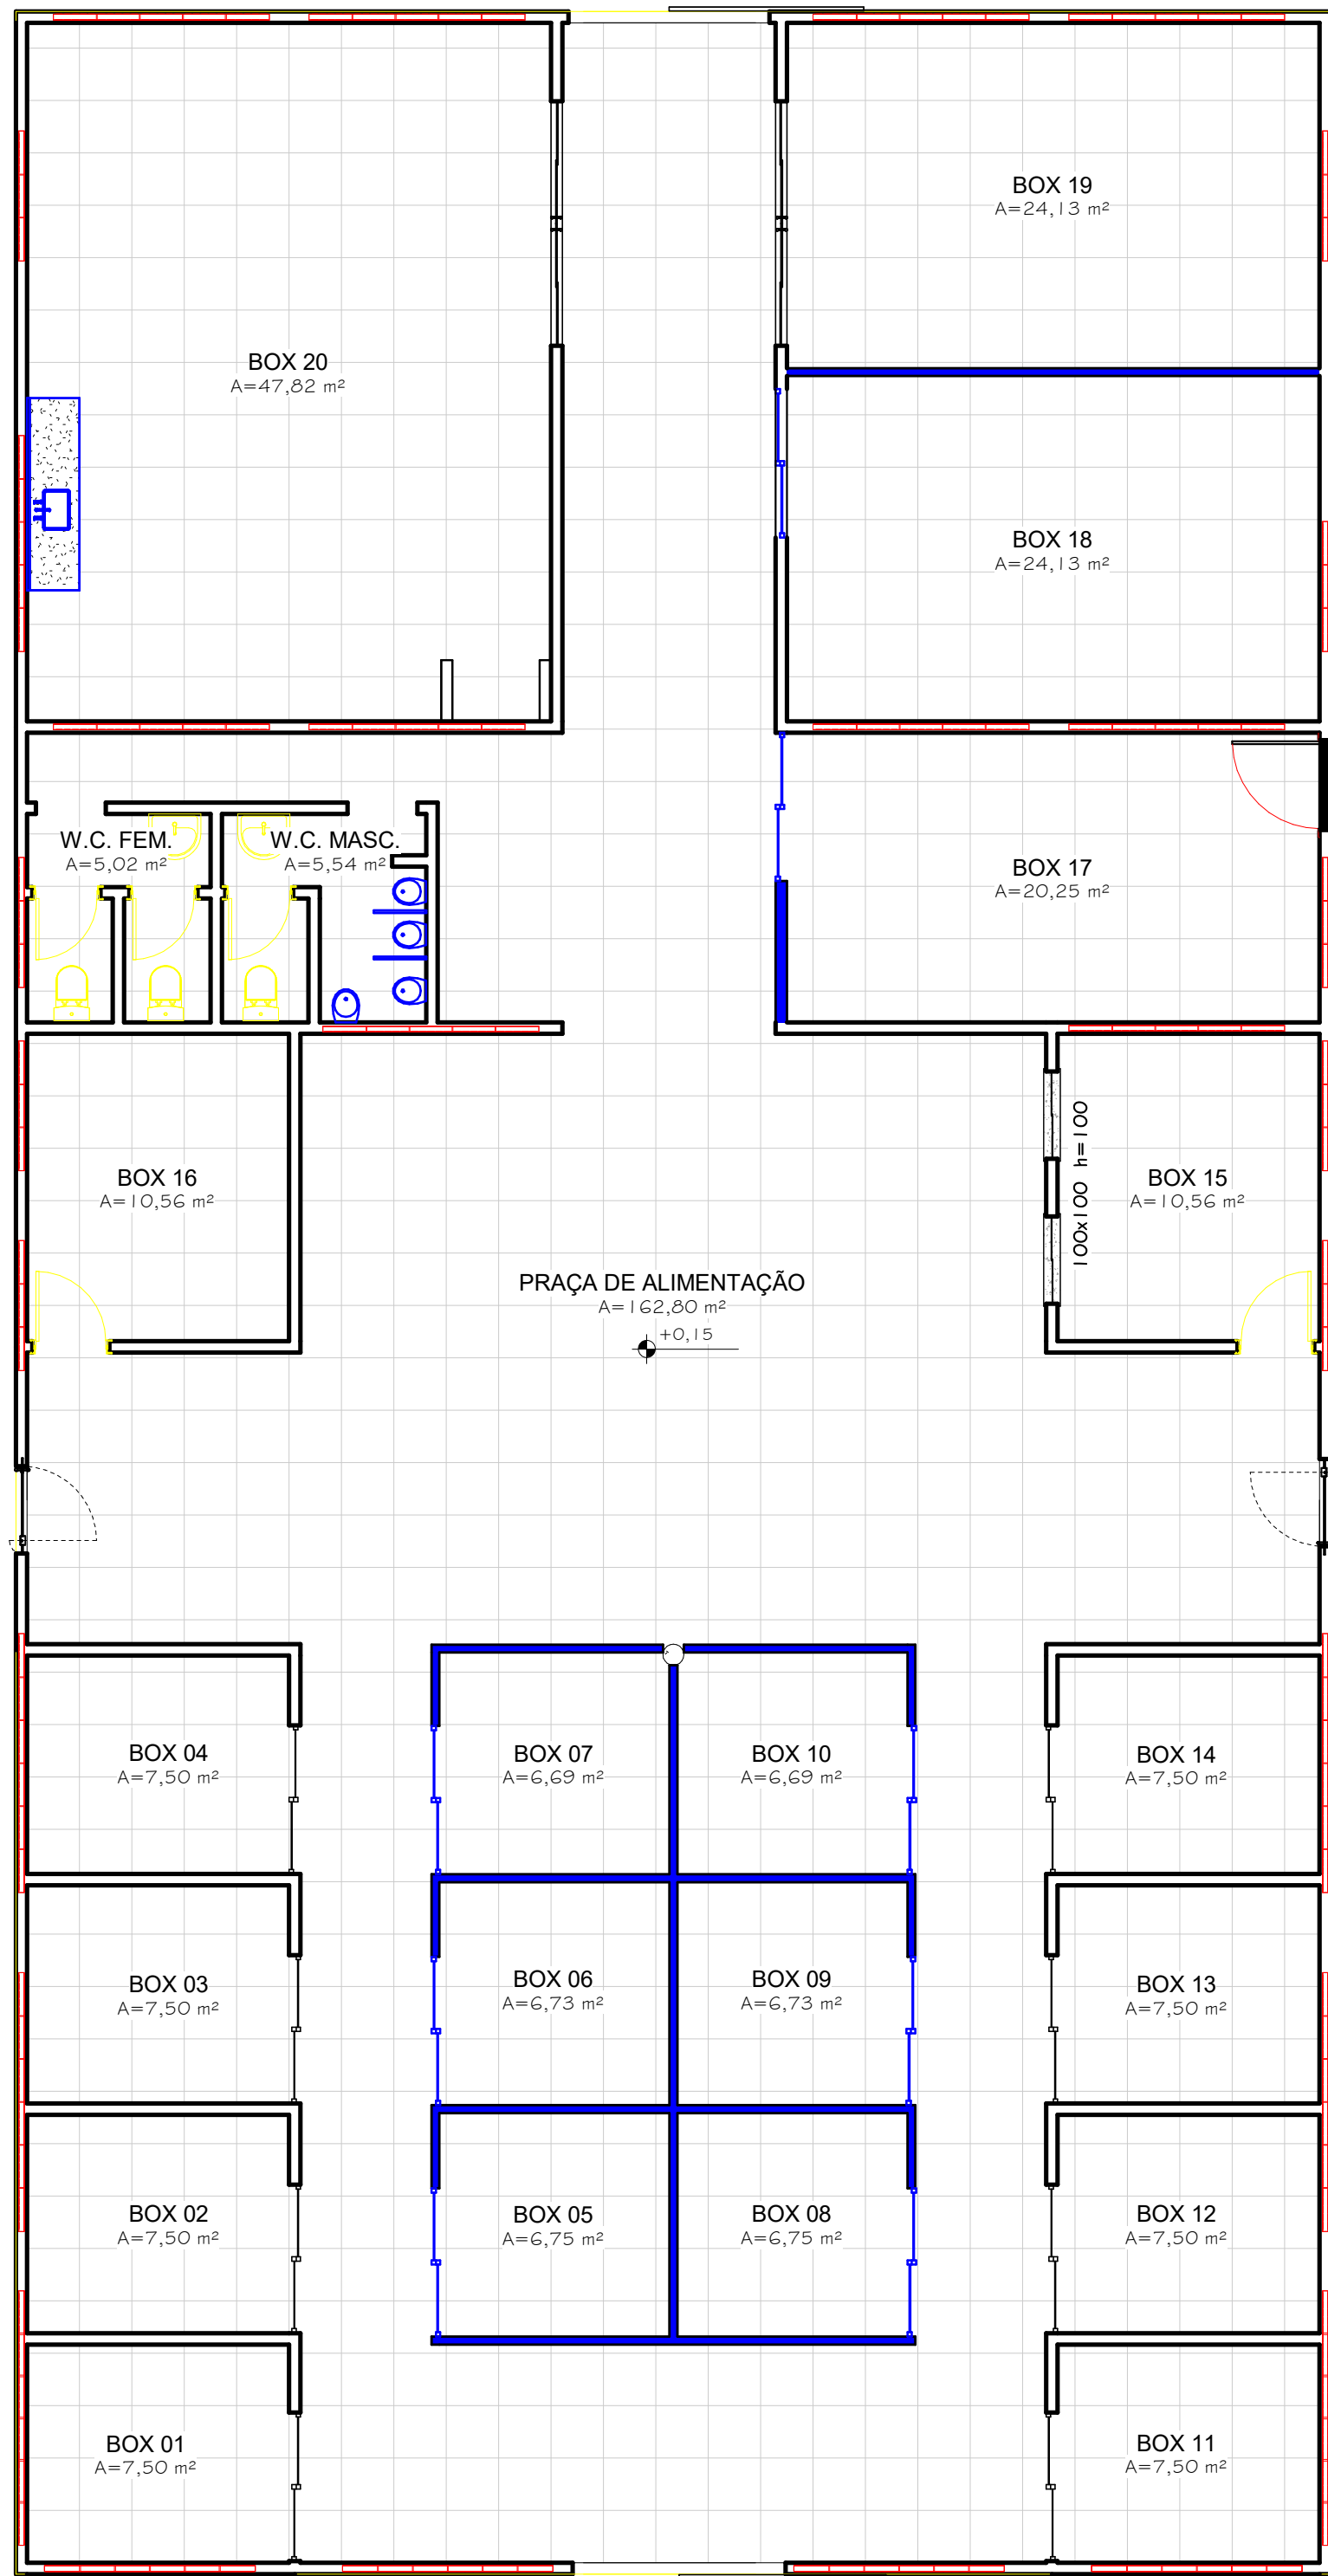 BOX 19
A=24,13 m²
BOX 20
A=47,82 m²
BOX 18
A=24,13 m²
W.C. FEM.
A=5,02 m²
W.C. MASC.
A=5,54 m²
BOX 17
A=20,25 m²
BOX 16
A=10,56 m²
100x100 h=100
BOX 15
A=10,56 m²
PRAÇA DE ALIMENTAÇÃO
A=162,80 m²
+0,15
BOX 04
A=7,50 m²
BOX 07
A=6,69 m²
BOX 10
A=6,69 m²
BOX 14
A=7,50 m²
BOX 03
A=7,50 m²
BOX 06
A=6,73 m²
BOX 09
A=6,73 m²
BOX 13
A=7,50 m²
BOX 02
A=7,50 m²
BOX 05
A=6,75 m²
BOX 08
A=6,75 m²
BOX 12
A=7,50 m²
BOX 01
A=7,50 m²
BOX 11
A=7,50 m²